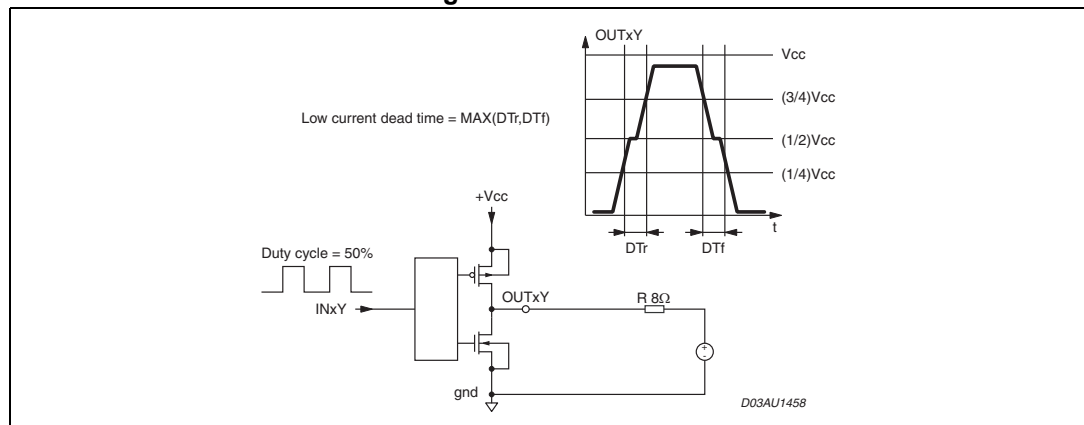 OUTxY
Vcc
(3/4)Vcc
Low current dead time = MAX(DTr,DTf)
(1/2)Vcc
(1/4)Vcc
+Vcc
t
DTr
DTf
Duty cycle = 50%
OUTxY
R 8Ω
INxY
+
-
gnd
D03AU1458